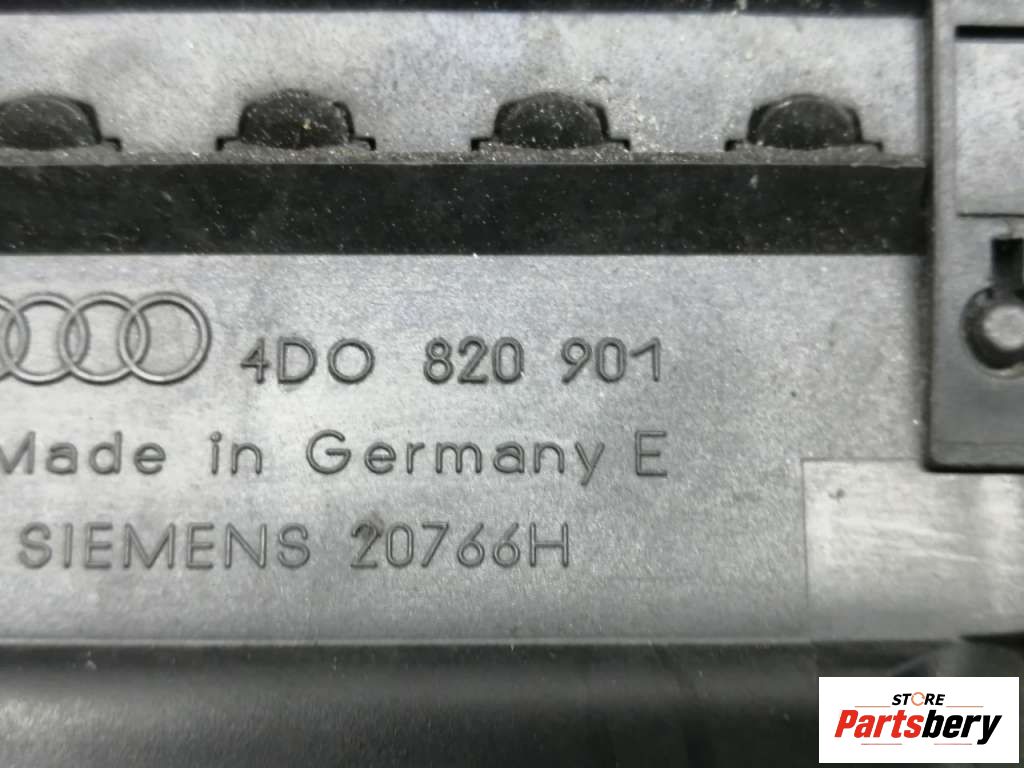 4DO 820 901
Made in Germany E
SIEMENS 20766H
STORE
Partsbery